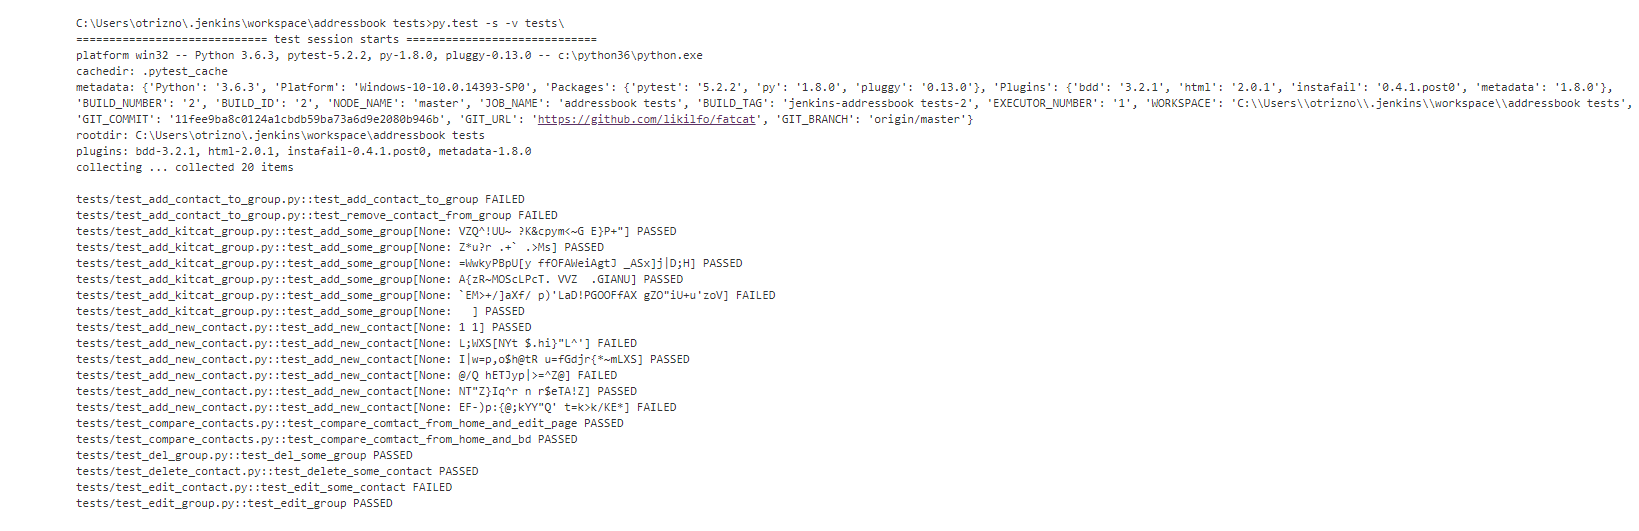 C:\Users\otrizno\.jenkins\workspace\addressbook tests>py.test -s -v tests\
============================= test session starts =============================
platform win32 -- Python 3.6.3, pytest-5.2.2, py-1.8.0, pluggy-0.13.0 -- c:\python36\python.exe
cachedir: .pytest_cache
metadata: {'Python': '3.6.3', 'Platform': 'Windows-10-10.0.14393-SP0', 'Packages': {'pytest': '5.2.2', 'py': '1.8.0', 'pluggy': '0.13.0'}, 'Plugins': {'bdd': '3.2.1', 'html': '2.0.1', 'instafail': '0.4.1.post0', 'metadata': '1.8.0'},
'BUILD_NUMBER': '2', 'BUILD_ID': '2', 'NODE_NAME': 'master', 'JOB_NAME': 'addressbook tests', 'BUILD_TAG': 'jenkins-addressbook tests-2', 'EXECUTOR_NUMBER': '1', 'WORKSPACE': 'C:\\Users\\otrizno\\.jenkins\\workspace\\addressbook tests',
'GIT_COMMIT': '11fee9ba8c0124a1cbdb59ba73a6d9e2080b946b', 'GIT_URL': 'https://github.com/likilfo/fatcat', 'GIT_BRANCH': 'origin/master'}
rootdir: C:\Users\otrizno\.jenkins\workspace\addressbook tests
plugins: bdd-3.2.1, html-2.0.1, instafail-0.4.1.post0, metadata-1.8.0
collecting ... collected 20 items
tests/test_add_contact_to_group.py::test_add_contact_to_group FAILED
tests/test_add_contact_to_group.py::test_remove_contact_from_group FAILED
tests/test_add_kitcat_group.py::test_add_some_group[None: VZQ^!UU~ ?K&cpym<~G E}P+"] PASSED
tests/test_add_kitcat_group.py::test_add_some_group[None: Z*u?r .+` .>Ms] PASSED
tests/test_add_kitcat_group.py::test_add_some_group[None: =WwkyPBpU[y ffOFAWeiAgtJ _ASx]j|D;H] PASSED
tests/test_add_kitcat_group.py::test_add_some_group[None: A{zR~MOScLPcT. VVZ  .GIANU] PASSED
tests/test_add_kitcat_group.py::test_add_some_group[None: `EM>+/]aXf/ p)'LaD!PGOOFfAX gZO"iU+u'zoV] FAILED
tests/test_add_kitcat_group.py::test_add_some_group[None:   ] PASSED
tests/test_add_new_contact.py::test_add_new_contact[None: 1 1] PASSED
tests/test_add_new_contact.py::test_add_new_contact[None: L;WXS[NYt $.hi}"L^'] FAILED
tests/test_add_new_contact.py::test_add_new_contact[None: I|w=p,o$h@tR u=fGdjr{*~mLXS] PASSED
tests/test_add_new_contact.py::test_add_new_contact[None: @/Q hETJyp|>=^Z@] FAILED
tests/test_add_new_contact.py::test_add_new_contact[None: NT"Z}Iq^r n r$eTA!Z] PASSED
tests/test_add_new_contact.py::test_add_new_contact[None: EF-)p:{@;kYY"Q' t=k>k/KE*] FAILED
tests/test_compare_contacts.py::test_compare_comtact_from_home_and_edit_page PASSED
tests/test_compare_contacts.py::test_compare_comtact_from_home_and_bd PASSED
tests/test_del_group.py::test_del_some_group PASSED
tests/test_delete_contact.py::test_delete_some_contact PASSED
tests/test_edit_contact.py::test_edit_some_contact FAILED
tests/test_edit_group.py::test_edit_group PASSED